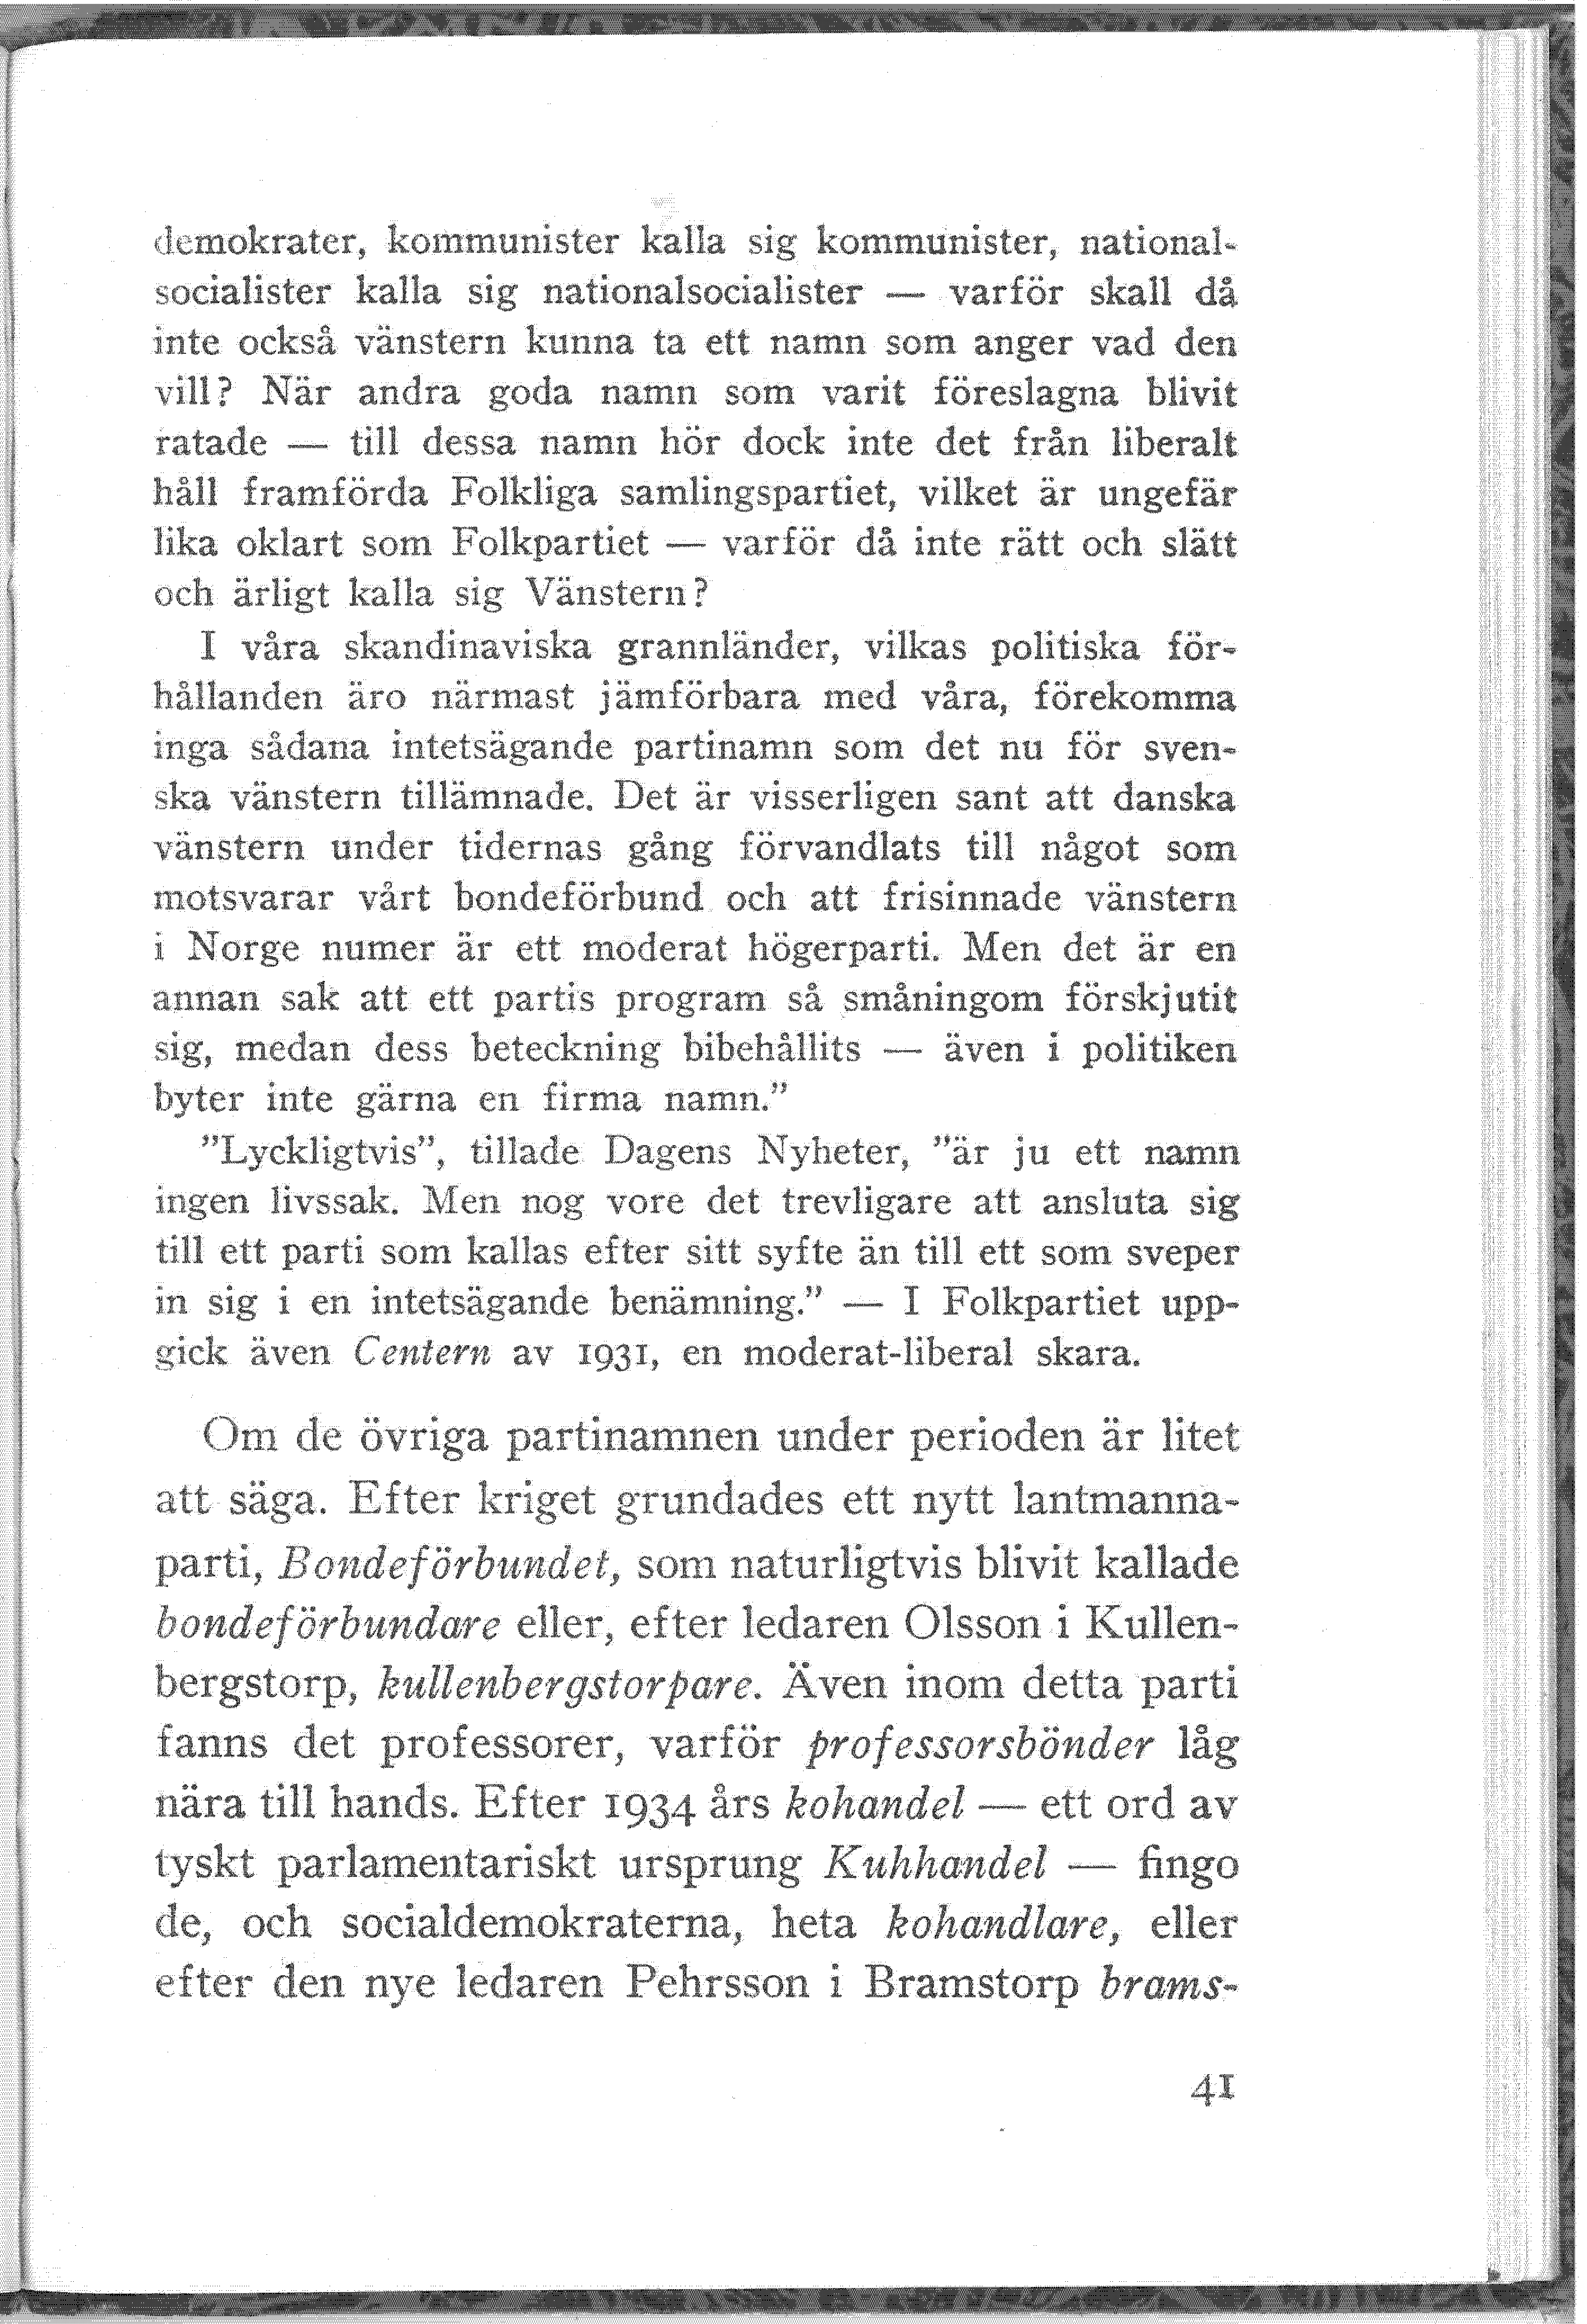 demokrater, kommunister kalla sig kommunister, national-
socialister kalla sig nationalsocialister — varför skall då
inte också vänstern kunna ta ett namn som anger vad den
vill? När andra goda namn som varit föreslagna blivit
ratade — till dessa namn hör dock inte det från liberalt
håll framförda Folkliga samlingspartiet, vilket är ungefär
lika oklart som Folkpartiet — varför då inte rätt och slätt
och ärligt kalla sig Vänstern?
I våra skandinaviska grannländer, vilkas politiska för-
hållanden äro närmast jämförbara med våra, förekomma
inga sådana intetsägande partinamn som det nu för sven-
ska vänstern tillämnade. Det är visserligen sant att danska
vänstern under tidernas gång förvandlats till något som
motsvarar vårt bondeförbund och att frisinnade vänstern
i Norge numer är ett moderat högerparti. Men det är en
annan sak att ett partis program så småningom förskjutit
sig, medan dess beteckning bibehållits — även i politiken
byter inte gärna en firma namn.”
”Lyckligtvis”, tillade Dagens Nyheter, ”är ju ett namn
ingen livssak. Men nog vore det trevligare att ansluta sig
till ett parti som kallas efter sitt syfte än till ett som sveper
in sig i en intetsägande benämning.” — I Folkpartiet upp-
gick även Centern av 1931, en moderat-liberal skara.
Om de övriga partinamnen under perioden är litet
att säga. Efter kriget grundades ett nytt lantmanna-
parti, Bondeförbundet, som naturligtvis blivit kallade
bondeförbundare eller, efter ledaren Olsson i Kullen-
bergstorp, kullenbergstorpare. Även inom detta parti
fanns det professorer, varför professorsbönder låg
nära till hands. Efter 1934 års kohandel — ett ord av
tyskt parlamentariskt ursprung Kuhhandel — fingo
de, och socialdemokraterna, heta kohandlare, eller
efter den nye ledaren Pehrsson i Bramstorp brams-
41